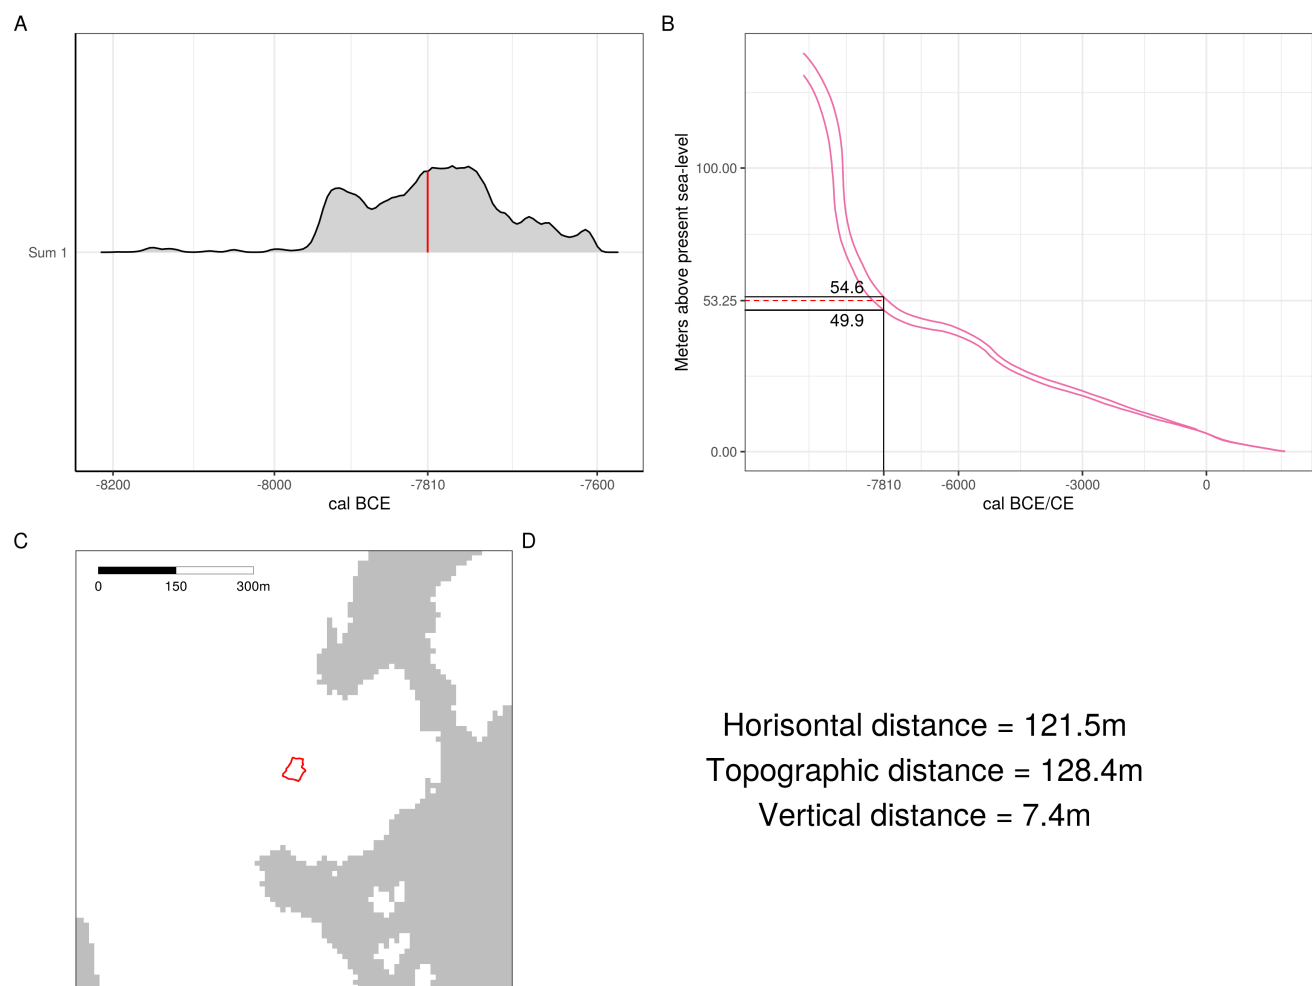 A
Sum 1
-8200 -8000 -7810 -7600
cal BCE
B
Meters above present sea-level
100.00
53.25
0.00
54.6
49.9
-7810 -6000 -3000 0
cal BCE/CE
C
0 150 300m
D
Horisontal distance = 121.5m
Topographic distance = 128.4m
Vertical distance = 7.4m